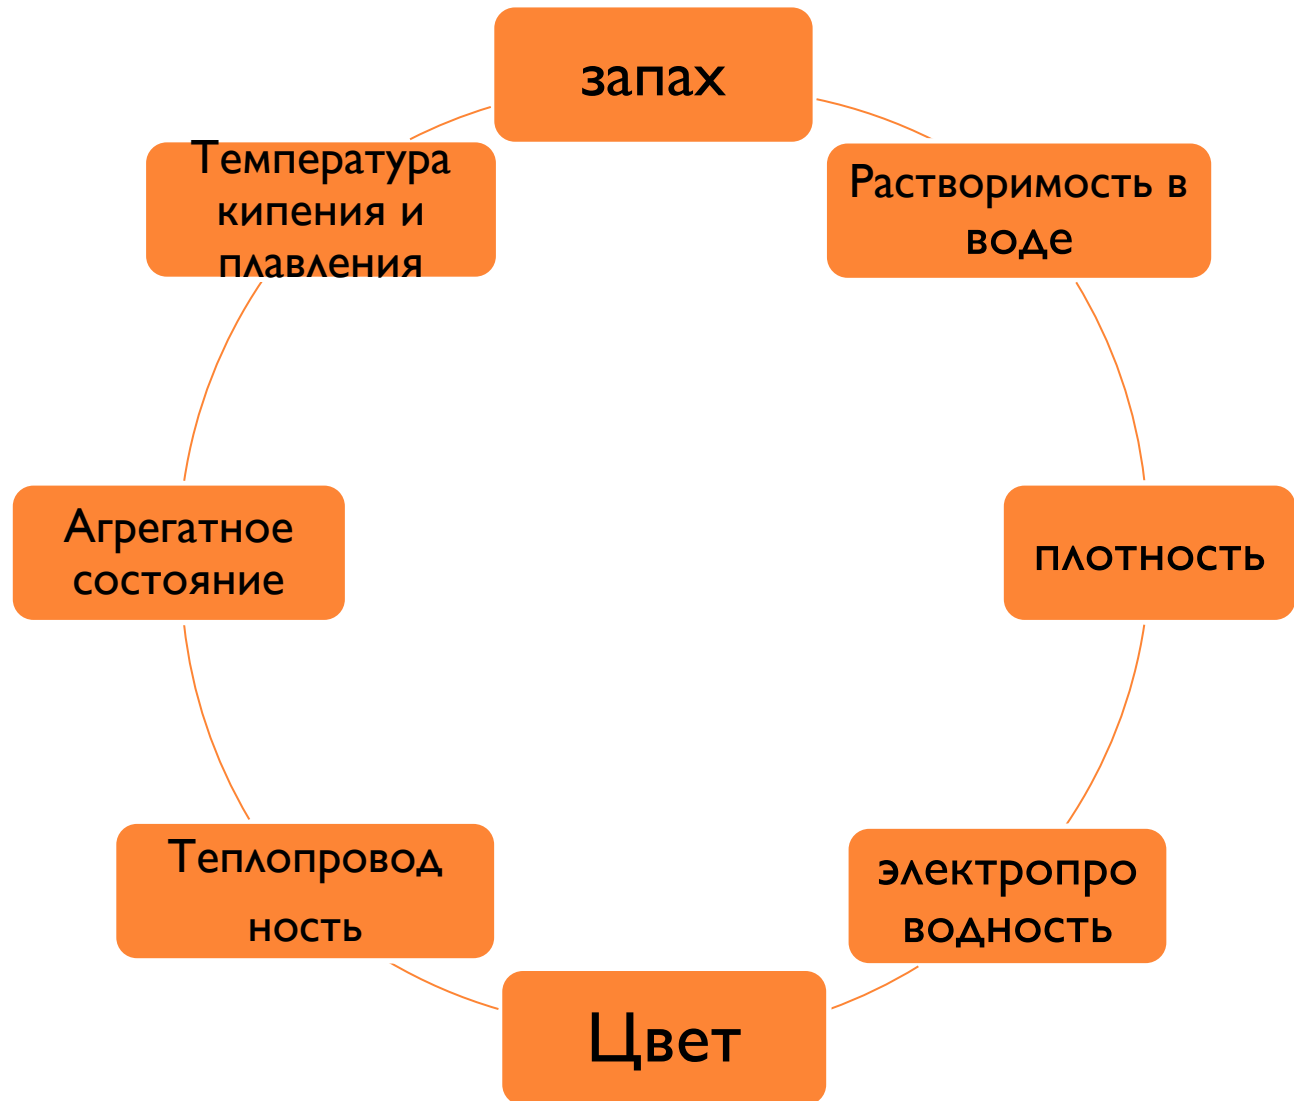 запах
Растворимость в
воде
плотность
электропро
водность
Цвет
Теплопровод
ность
Агрегатное
состояние
Температура
кипения и
плавления